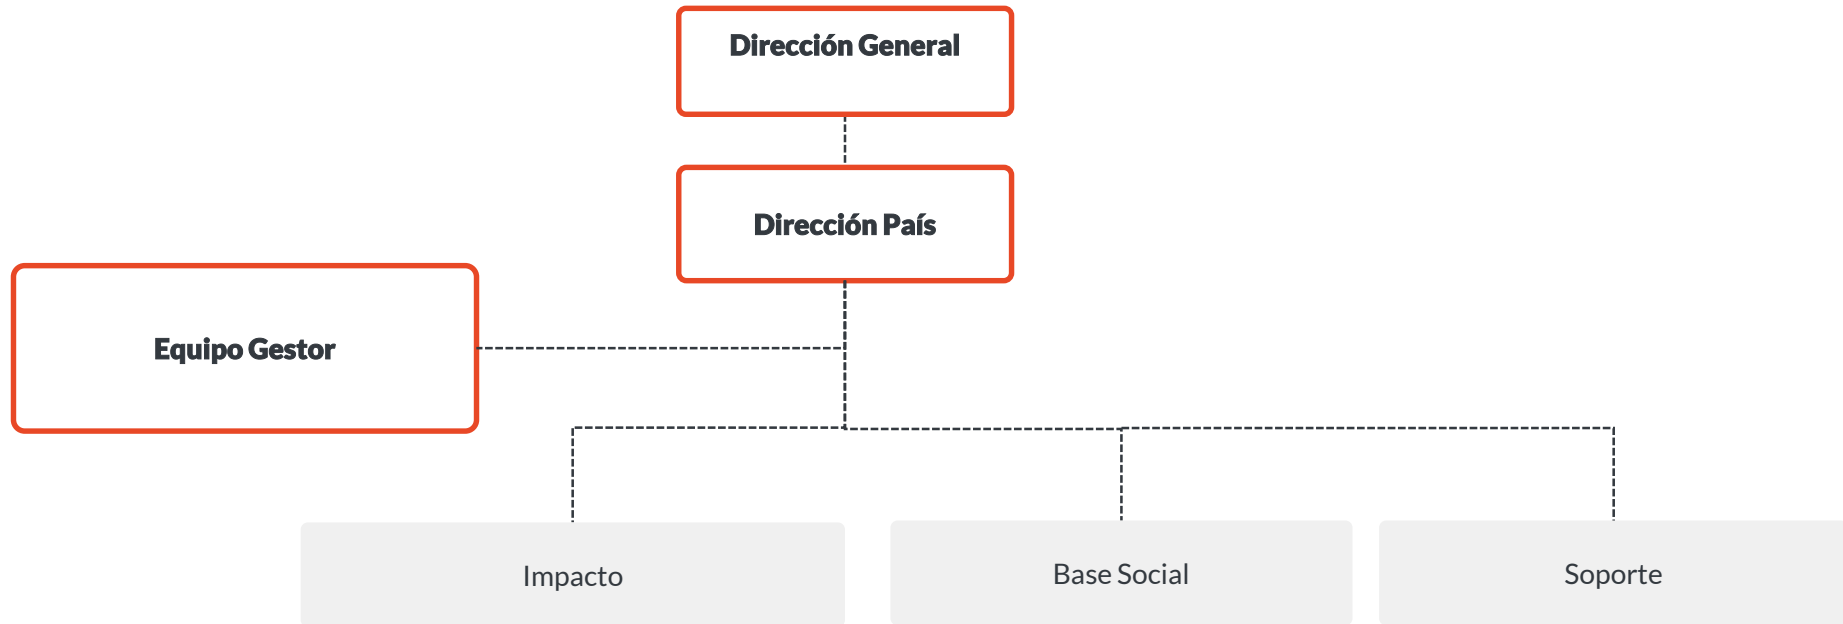 Dirección General
Dirección País
Equipo Gestor
Impacto
Base Social
Soporte